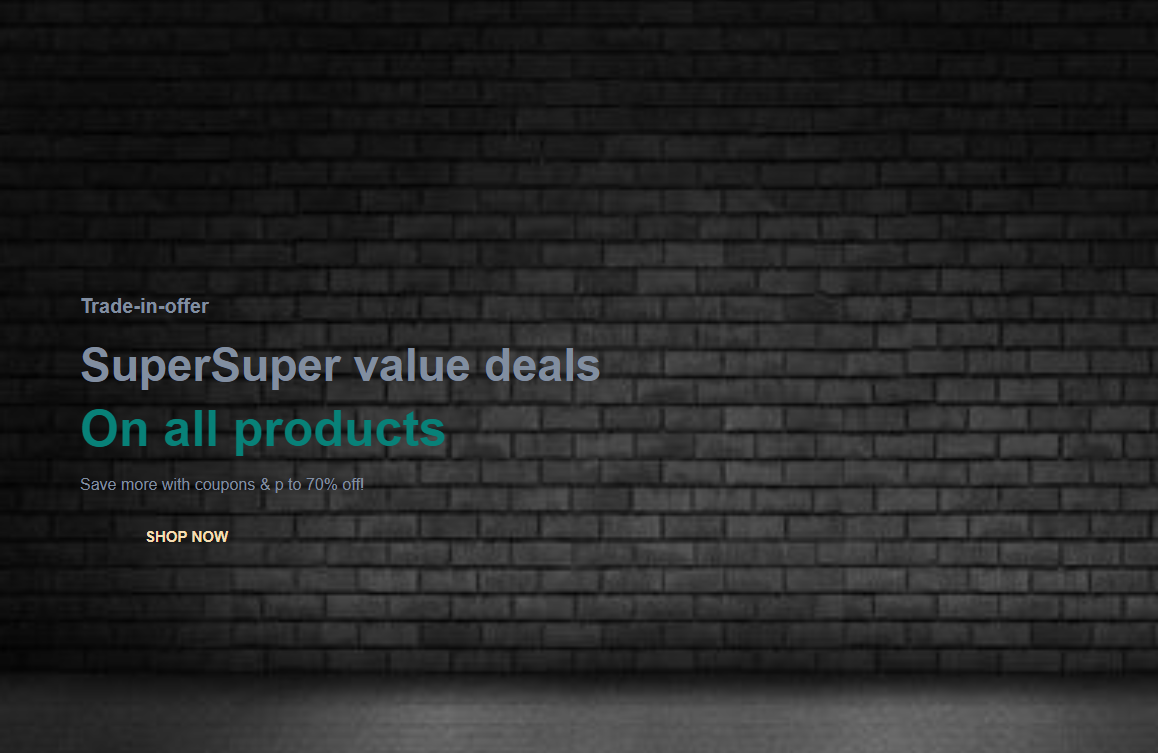 Trade-in-offer
SuperSuper value deals
On all products
Save more with coupons & p to 70% off!
SHOP NOW